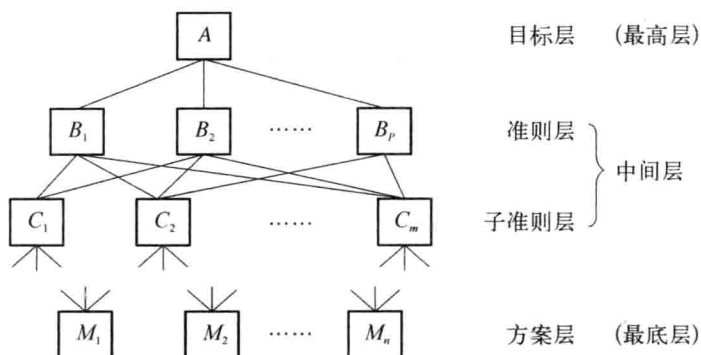 A 目标层 (最高层)
B₁ B₂ …… Bₚ 准则层
中间层
C₁ C₂ …… Cₘ 子准则层
M₁ M₂ …… Mₙ 方案层 (最底层)